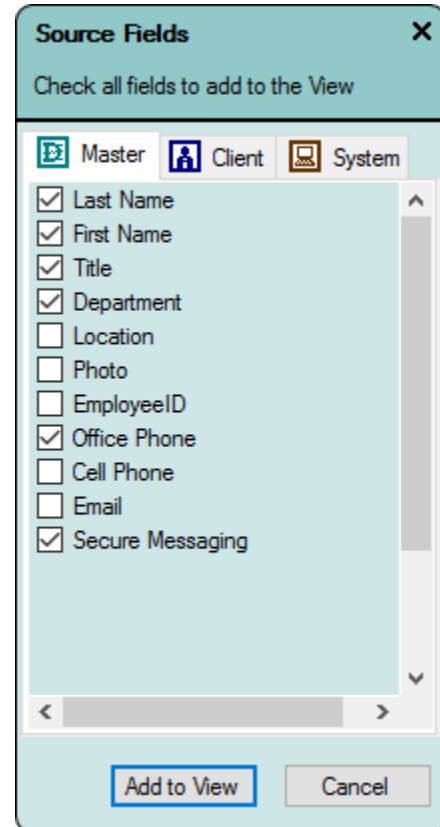 Source Fields
Check all fields to add to the View
Master Client System
Last Name
First Name
Title
Department
Location
Photo
EmployeeID
Office Phone
Cell Phone
Email
Secure Messaging
Add to View Cancel